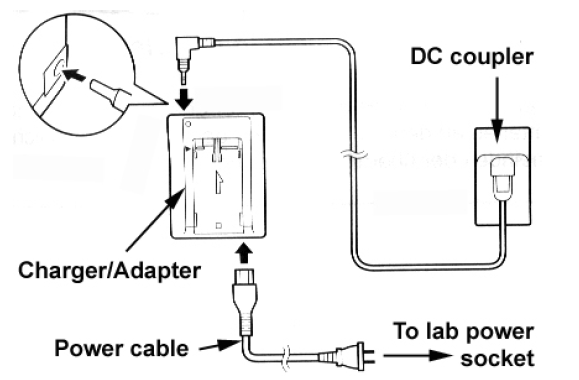 DC coupler
Charger/Adapter
Power cable
To lab power
socket